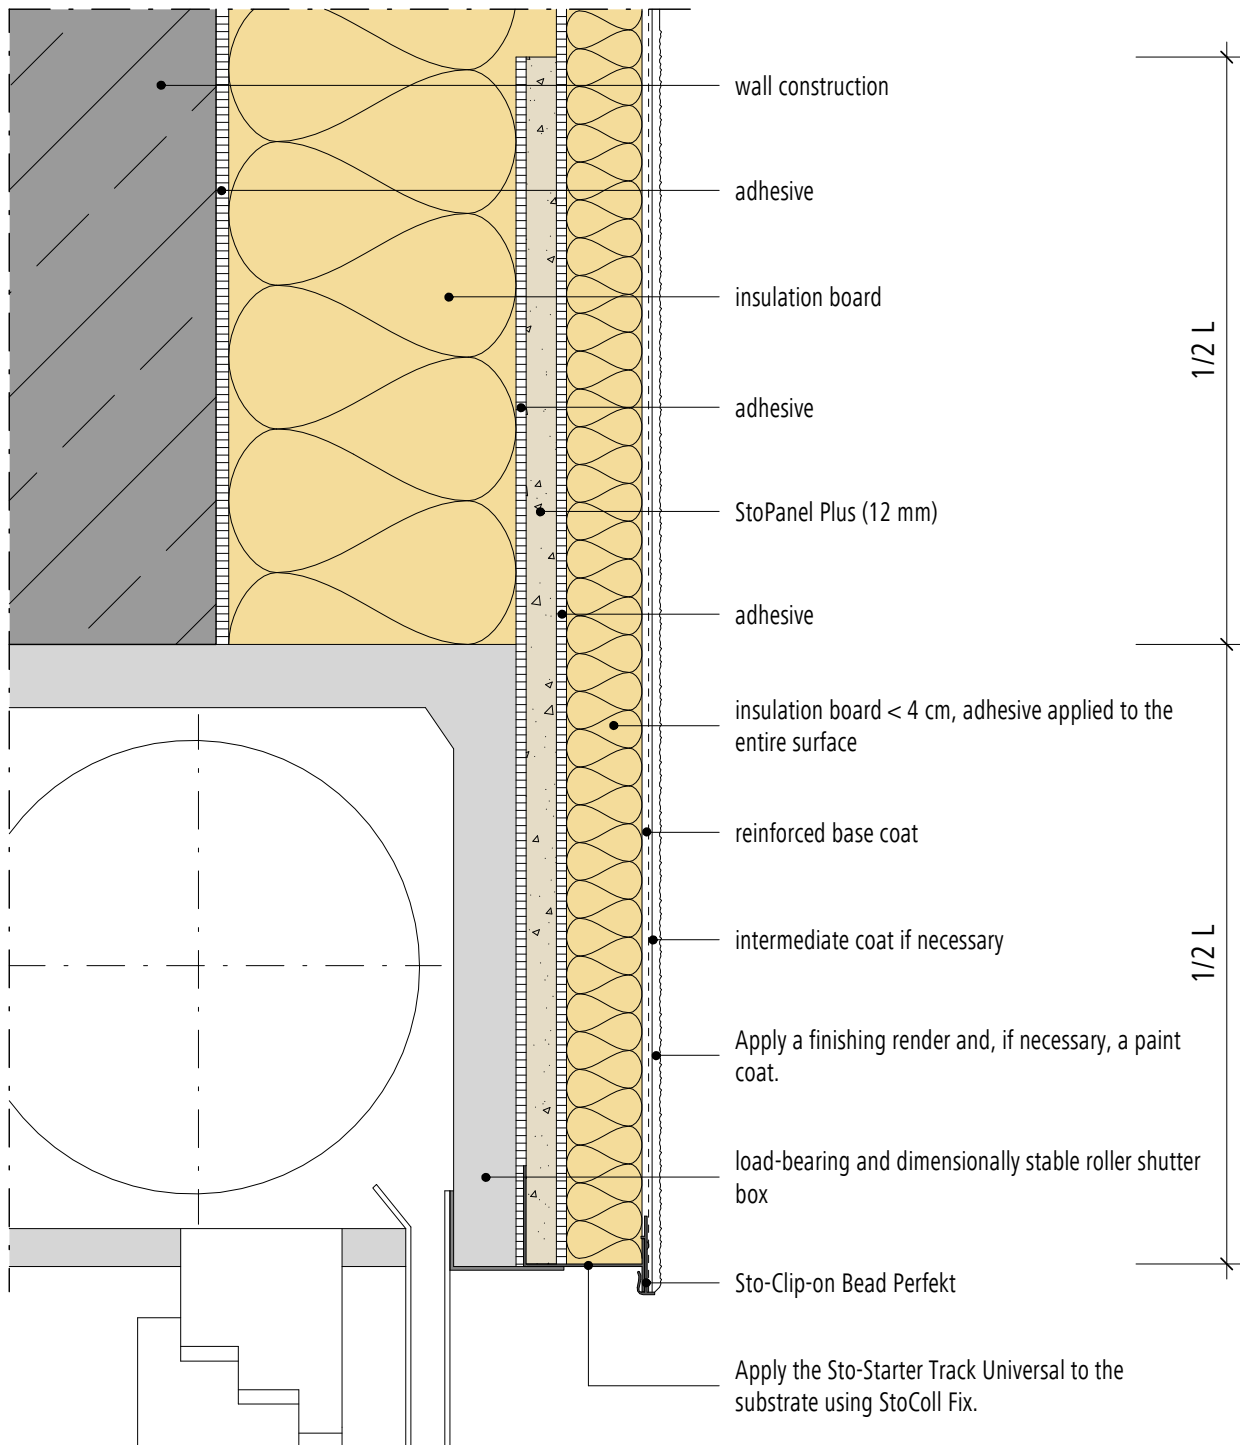 wall construction
adhesive
insulation board
1/2 L
adhesive
StoPanel Plus (12 mm)
adhesive
insulation board < 4 cm, adhesive applied to the
entire surface
reinforced base coat
intermediate coat if necessary
1/2 L
Apply a finishing render and, if necessary, a paint
coat.
load-bearing and dimensionally stable roller shutter
box
Sto-Clip-on Bead Perfekt
Apply the Sto-Starter Track Universal to the
substrate using StoColl Fix.